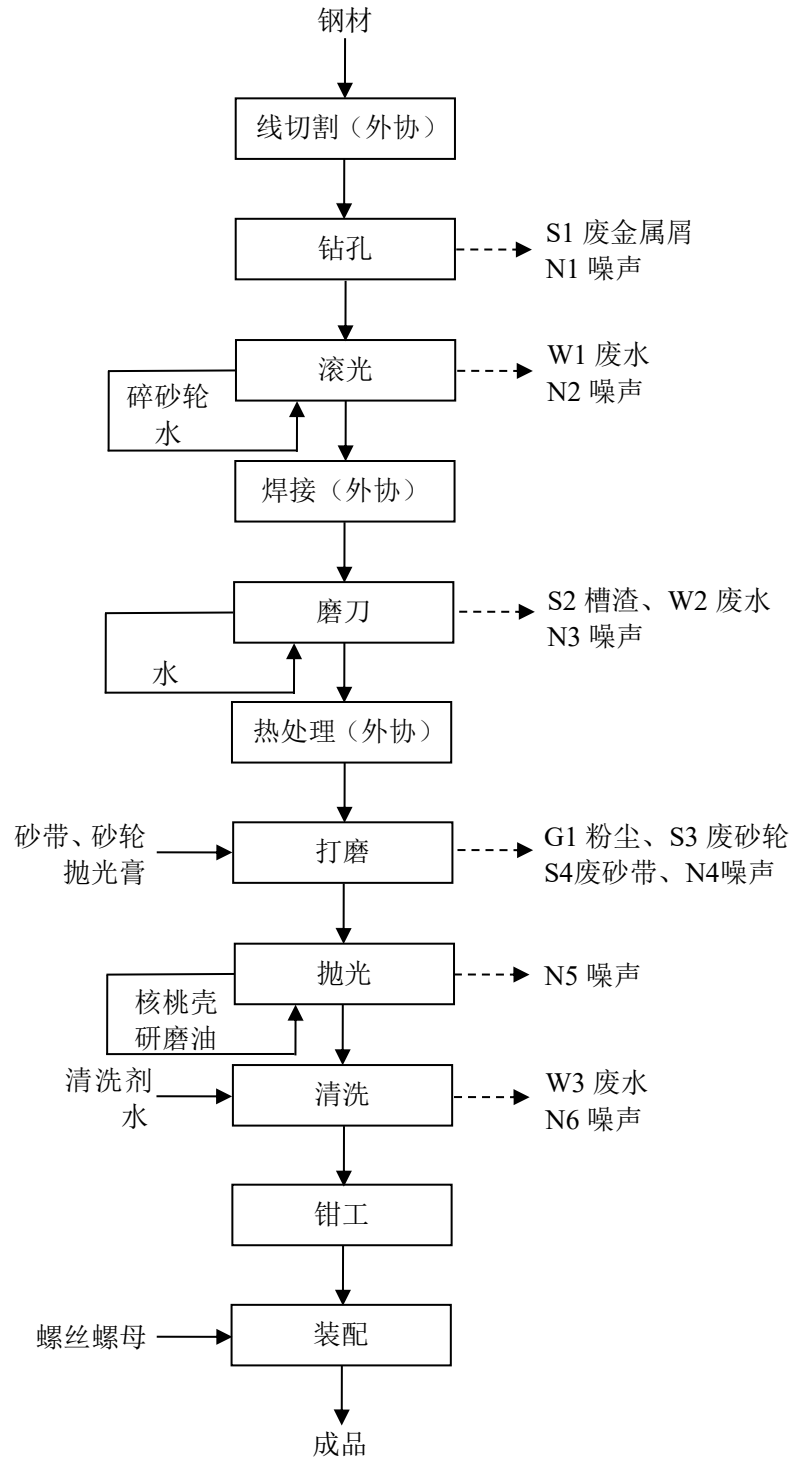 钢材
线切割（外协）
钻孔
S1 废金属屑
N1 噪声
滚光
W1 废水
N2 噪声
碎砂轮
水
焊接（外协）
磨刀
S2 槽渣、W2 废水
N3 噪声
水
热处理（外协）
砂带、砂轮
抛光膏
打磨
G1 粉尘、S3 废砂轮
S4废砂带、N4噪声
抛光
N5 噪声
核桃壳
研磨油
清洗剂
水
清洗
W3 废水
N6 噪声
钳工
螺丝螺母
装配
成品